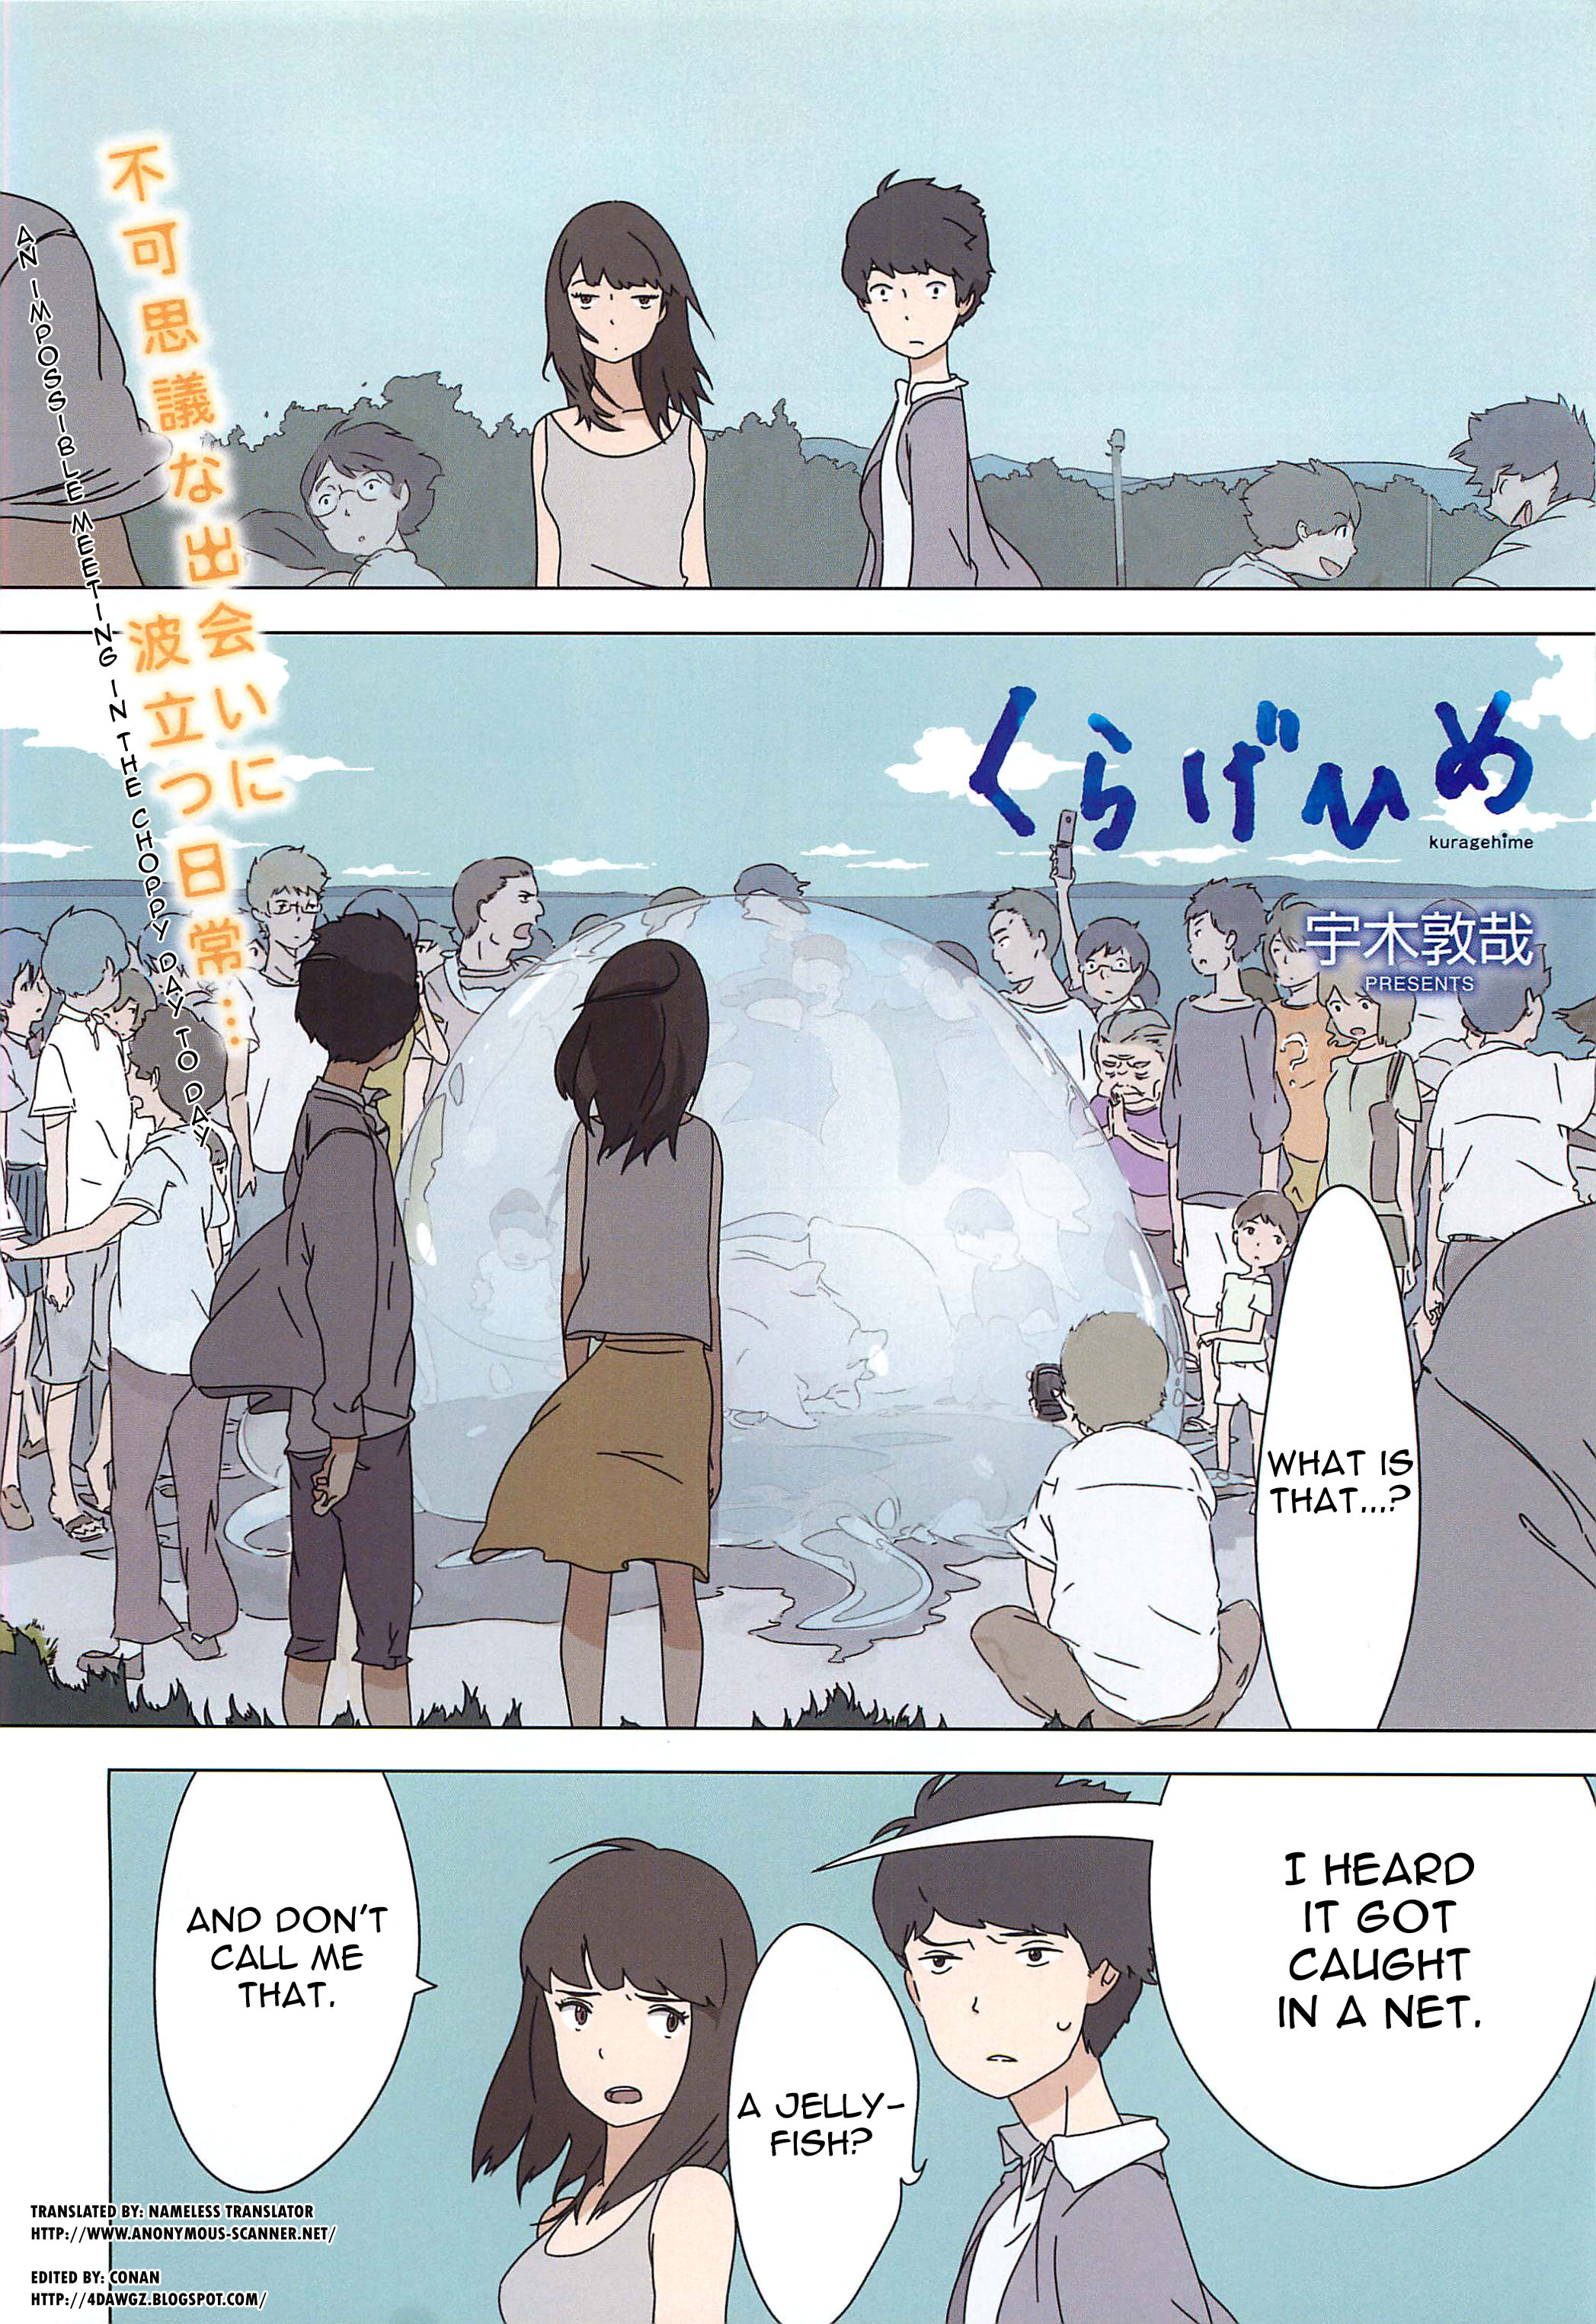 不可思議な出会いに
波立つ日常…
AN IMPOSSIBLE MEETING IN THE CHOPPY DAY TO DAY
くらげひめ
kuragehime
宇木敦哉
PRESENTS
?
WHAT IS
THAT...?
I HEARD
IT GOT
CAUGHT
IN A NET.
A JELLY-
FISH?
AND DON'T
CALL ME
THAT.
TRANSLATED BY: NAMELESS TRANSLATOR
HTTP://WWW.ANONYMOUS-SCANNER.NET/
EDITED BY: CONAN
HTTP://4DAWGZ.BLOGSPOT.COM/